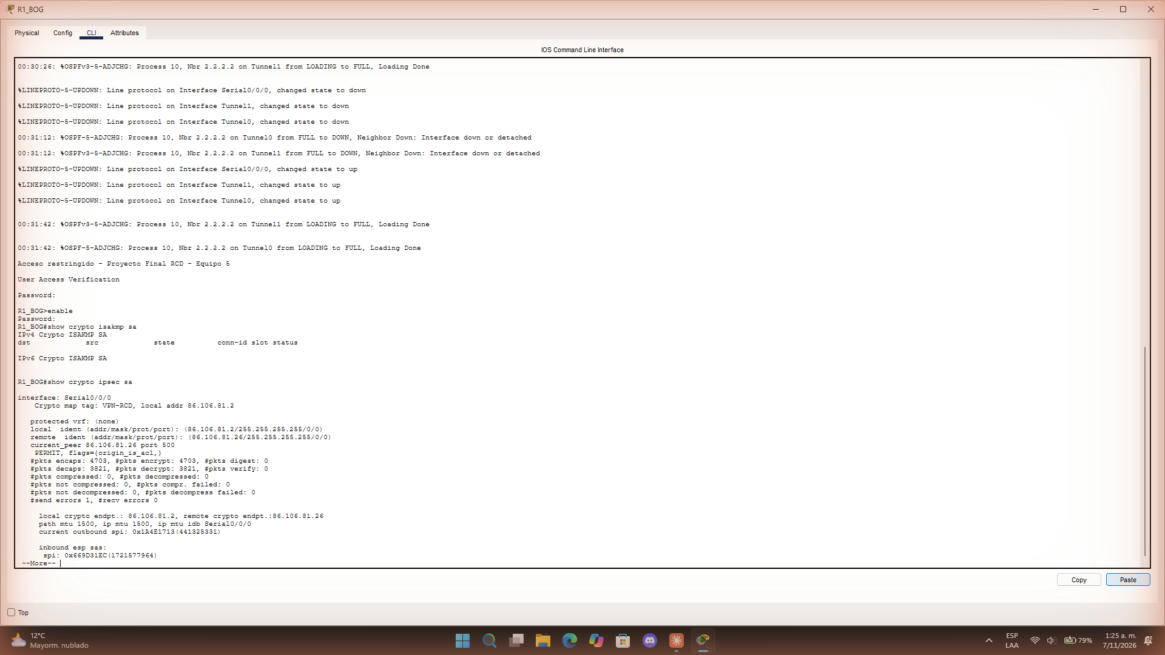 R1_BOG
Physical Config CLI Attributes
IOS Command Line Interface
00:30:26: %OSPFv3-5-ADJCHG: Process 10, Nbr 2.2.2.2 on Tunnel1 from LOADING to FULL, Loading Done
%LINEPROTO-5-UPDOWN: Line protocol on Interface Serial0/0/0, changed state to down
%LINEPROTO-5-UPDOWN: Line protocol on Interface Tunnel1, changed state to down
%LINEPROTO-5-UPDOWN: Line protocol on Interface Tunnel0, changed state to down
00:31:12: %OSPF-5-ADJCHG: Process 10, Nbr 2.2.2.2 on Tunnel0 from FULL to DOWN, Neighbor Down: Interface down or detached
00:31:12: %OSPFv3-5-ADJCHG: Process 10, Nbr 2.2.2.2 on Tunnel1 from FULL to DOWN, Neighbor Down: Interface down or detached
%LINEPROTO-5-UPDOWN: Line protocol on Interface Serial0/0/0, changed state to up
%LINEPROTO-5-UPDOWN: Line protocol on Interface Tunnel1, changed state to up
%LINEPROTO-5-UPDOWN: Line protocol on Interface Tunnel0, changed state to up
00:31:42: %OSPFv3-5-ADJCHG: Process 10, Nbr 2.2.2.2 on Tunnel1 from LOADING to FULL, Loading Done
00:31:42: %OSPF-5-ADJCHG: Process 10, Nbr 2.2.2.2 on Tunnel0 from LOADING to FULL, Loading Done
Acceso restringido - Proyecto Final RCD - Equipo 5
User Access Verification
Password:
R1_BOG>enable
Password:
R1_BOG#show crypto isakmp sa
IPv4 Crypto ISAKMP SA
dst src state conn-id slot status
IPv6 Crypto ISAKMP SA
R1_BOG#show crypto ipsec sa
interface: Serial0/0/0
Crypto map tag: VPN-RCD, local addr 86.106.81.2
protected vrf: (none)
local ident (addr/mask/prot/port): (86.106.81.2/255.255.255.255/0/0)
remote ident (addr/mask/prot/port): (86.106.81.26/255.255.255.255/0/0)
current_peer 86.106.81.26 port 500
PERMIT, flags={origin_is_acl,}
#pkts encaps: 4703, #pkts encrypt: 4703, #pkts digest: 0
#pkts decaps: 3821, #pkts decrypt: 3821, #pkts verify: 0
#pkts compressed: 0, #pkts decompressed: 0
#pkts not compressed: 0, #pkts compr. failed: 0
#pkts not decompressed: 0, #pkts decompress failed: 0
#send errors 1, #recv errors 0
local crypto endpt.: 86.106.81.2, remote crypto endpt.:86.106.81.26
path mtu 1500, ip mtu 1500, ip mtu idb Serial0/0/0
current outbound spi: 0x1A4E1713(441325331)
inbound esp sas:
spi: 0x669D31EC(1721577964)
--More--
Copy Paste
Top
12°C
Mayorm. nublado
ESP
LAA
79%
1:25 a. m.
7/11/2026